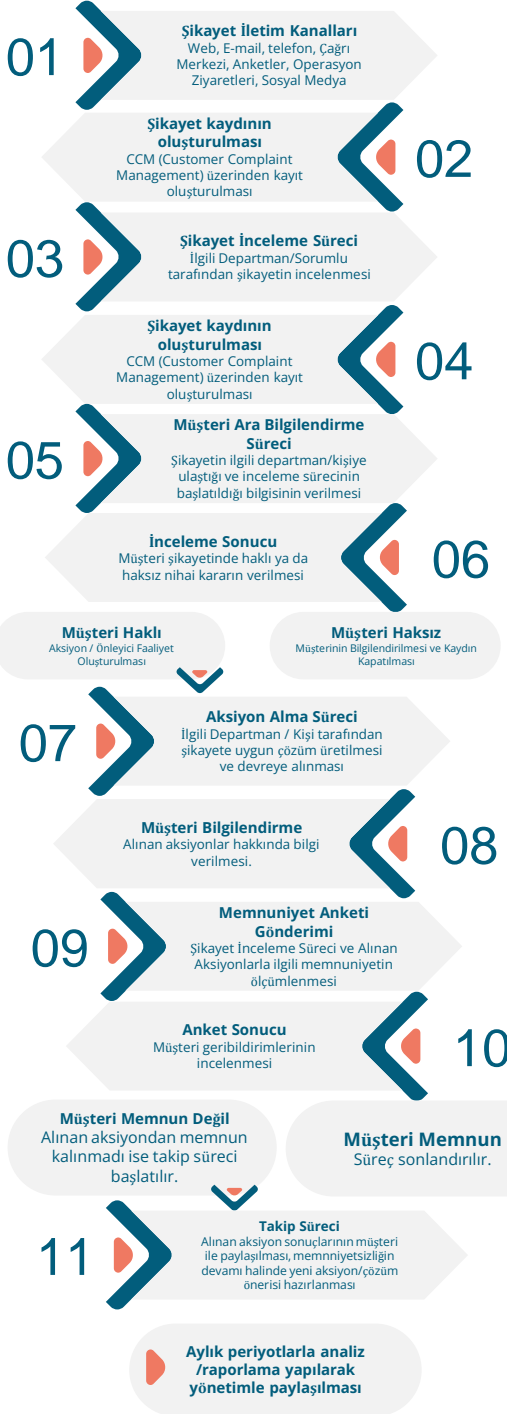 01
Şikayet İletim Kanalları
Web, E-mail, telefon, Çağrı
Merkezi, Anketler, Operasyon
Ziyaretleri, Sosyal Medya
Şikayet kaydının
oluşturulması
CCM (Customer Complaint
Management) üzerinden kayıt
oluşturulması
02
03
Şikayet İnceleme Süreci
İlgili Departman/Sorumlu
tarafından şikayetin incelenmesi
Şikayet kaydının
oluşturulması
CCM (Customer Complaint
Management) üzerinden kayıt
oluşturulması
04
05
Müşteri Ara Bilgilendirme
Süreci
Şikayetin ilgili departman/kişiye
ulaştığı ve inceleme sürecinin
başlatıldığı bilgisinin verilmesi
İnceleme Sonucu
Müşteri şikayetinde haklı ya da
haksız nihai kararın verilmesi
06
Müşteri Haklı
Aksiyon / Önleyici Faaliyet
Oluşturulması
Müşteri Haksız
Müşterinin Bilgilendirilmesi ve Kaydın
Kapatılması
07
Aksiyon Alma Süreci
İlgili Departman / Kişi tarafından
şikayete uygun çözüm üretilmesi
ve devreye alınması
Müşteri Bilgilendirme
Alınan aksiyonlar hakkında bilgi
verilmesi.
08
09
Memnuniyet Anketi
Gönderimi
Şikayet İnceleme Süreci ve Alınan
Aksiyonlarla ilgili memnuniyetin
ölçümlenmesi
Anket Sonucu
Müşteri geribildirimlerinin
incelenmesi
10
Müşteri Memnun Değil
Alınan aksiyondan memnun
kalınmadı ise takip süreci
başlatılır.
Müşteri Memnun
Süreç sonlandırılır.
11
Takip Süreci
Alınan aksiyon sonuçlarının müşteri
ile paylaşılması, memnniyetsizliğin
devamı halinde yeni aksiyon/çözüm
önerisi hazırlanması
Aylık periyotlarla analiz
/raporlama yapılarak
yönetimle paylaşılması